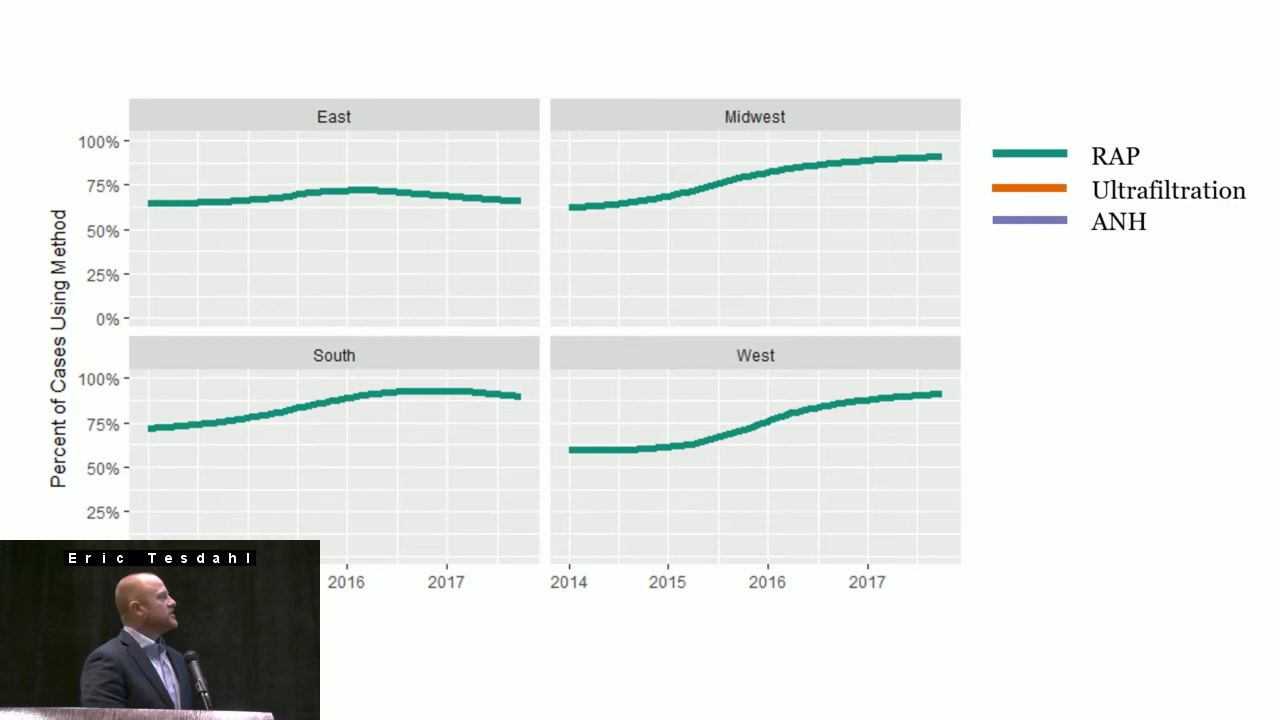 East
Midwest
100%
75%
50%
25%
0%
RAP
Ultrafiltration
ANH
Percent of Cases Using Method
South
West
100%
75%
50%
25%
Eric Tesdahl
2016
2017
2014
2015
2016
2017